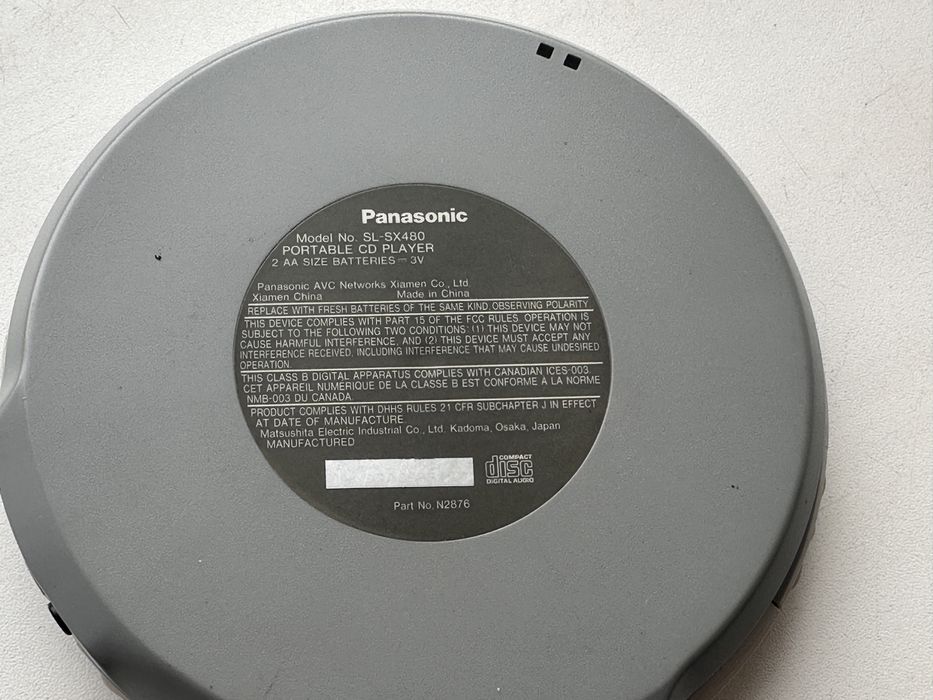 Panasonic
Model No. SL-SX480
PORTABLE CD PLAYER
2 AA SIZE BATTERIES ⎓ 3V
Panasonic AVC Networks Xiamen Co., Ltd.
Xiamen China Made in China
REPLACE WITH FRESH BATTERIES OF THE SAME KIND OBSERVING POLARITY
THIS DEVICE COMPLIES WITH PART 15 OF THE FCC RULES. OPERATION IS
SUBJECT TO THE FOLLOWING TWO CONDITIONS: (1) THIS DEVICE MAY NOT
CAUSE HARMFUL INTERFERENCE, AND (2) THIS DEVICE MUST ACCEPT ANY
INTERFERENCE RECEIVED, INCLUDING INTERFERENCE THAT MAY CAUSE UNDESIRED
OPERATION.
THIS CLASS B DIGITAL APPARATUS COMPLIES WITH CANADIAN ICES-003.
CET APPAREIL NUMERIQUE DE LA CLASSE B EST CONFORME À LA NORME
NMB-003 DU CANADA.
PRODUCT COMPLIES WITH DHHS RULES 21 CFR SUBCHAPTER J IN EFFECT
AT DATE OF MANUFACTURE
Matsushita Electric Industrial Co., Ltd. Kadoma, Osaka, Japan
MANUFACTURED
COMPACT
disc
DIGITAL AUDIO
Part No. N2876